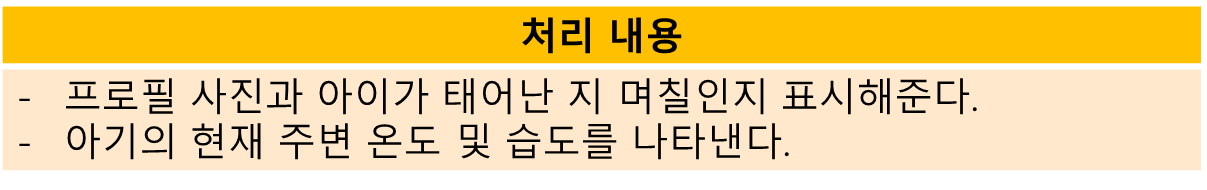 처리 내용
- 프로필 사진과 아이가 태어난 지 며칠인지 표시해준다.
- 아기의 현재 주변 온도 및 습도를 나타낸다.